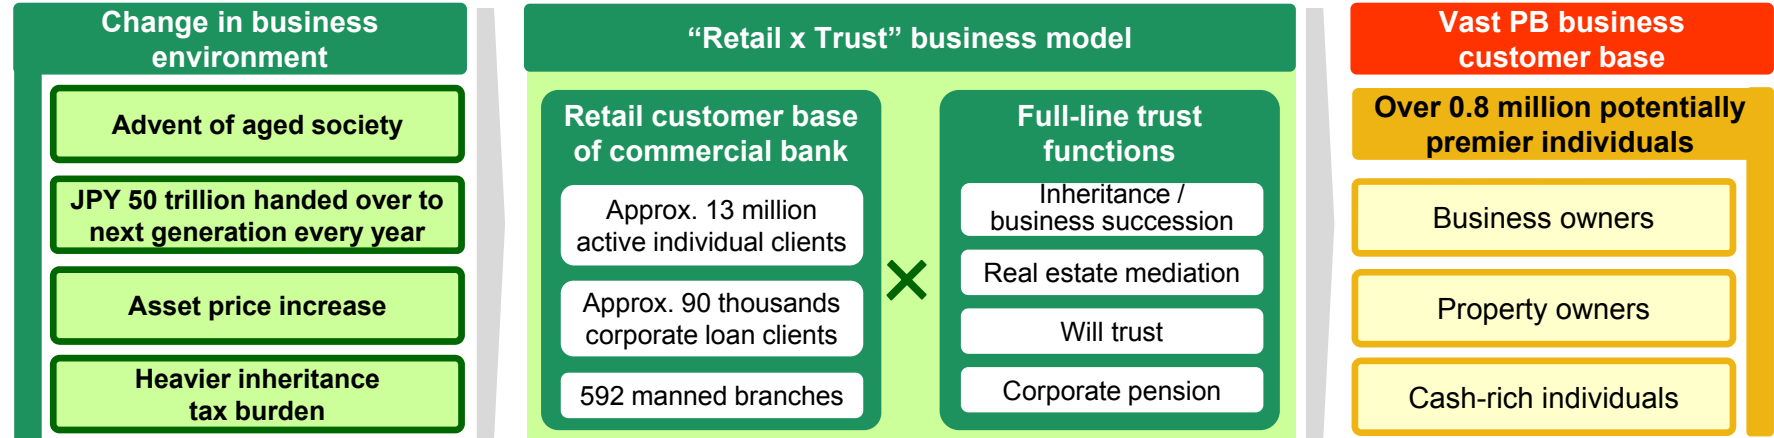 Change in business
environment
Advent of aged society
JPY 50 trillion handed over to
next generation every year
Asset price increase
Heavier inheritance
tax burden
“Retail x Trust” business model
Retail customer base
of commercial bank
Approx. 13 million
active individual clients
Approx. 90 thousands
corporate loan clients
592 manned branches
×
Full-line trust
functions
Inheritance /
business succession
Real estate mediation
Will trust
Corporate pension
Vast PB business
customer base
Over 0.8 million potentially
premier individuals
Business owners
Property owners
Cash-rich individuals